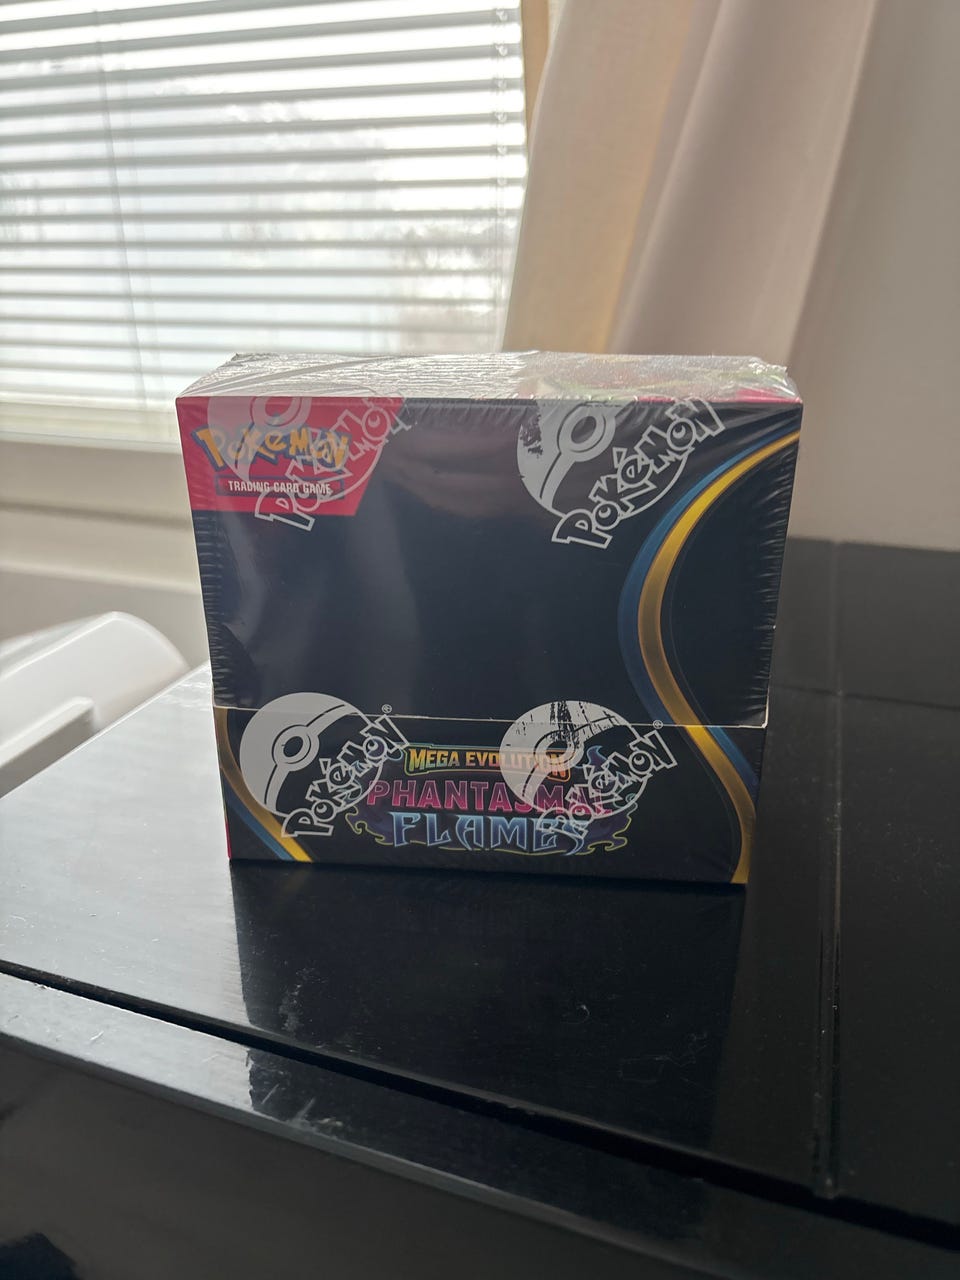 Pokémon
TRADING CARD GAME
Pokémon
Pokémon
Pokémon®
Pokémon®
MEGA EVOLUTION
PHANTASMAL
FLAMES